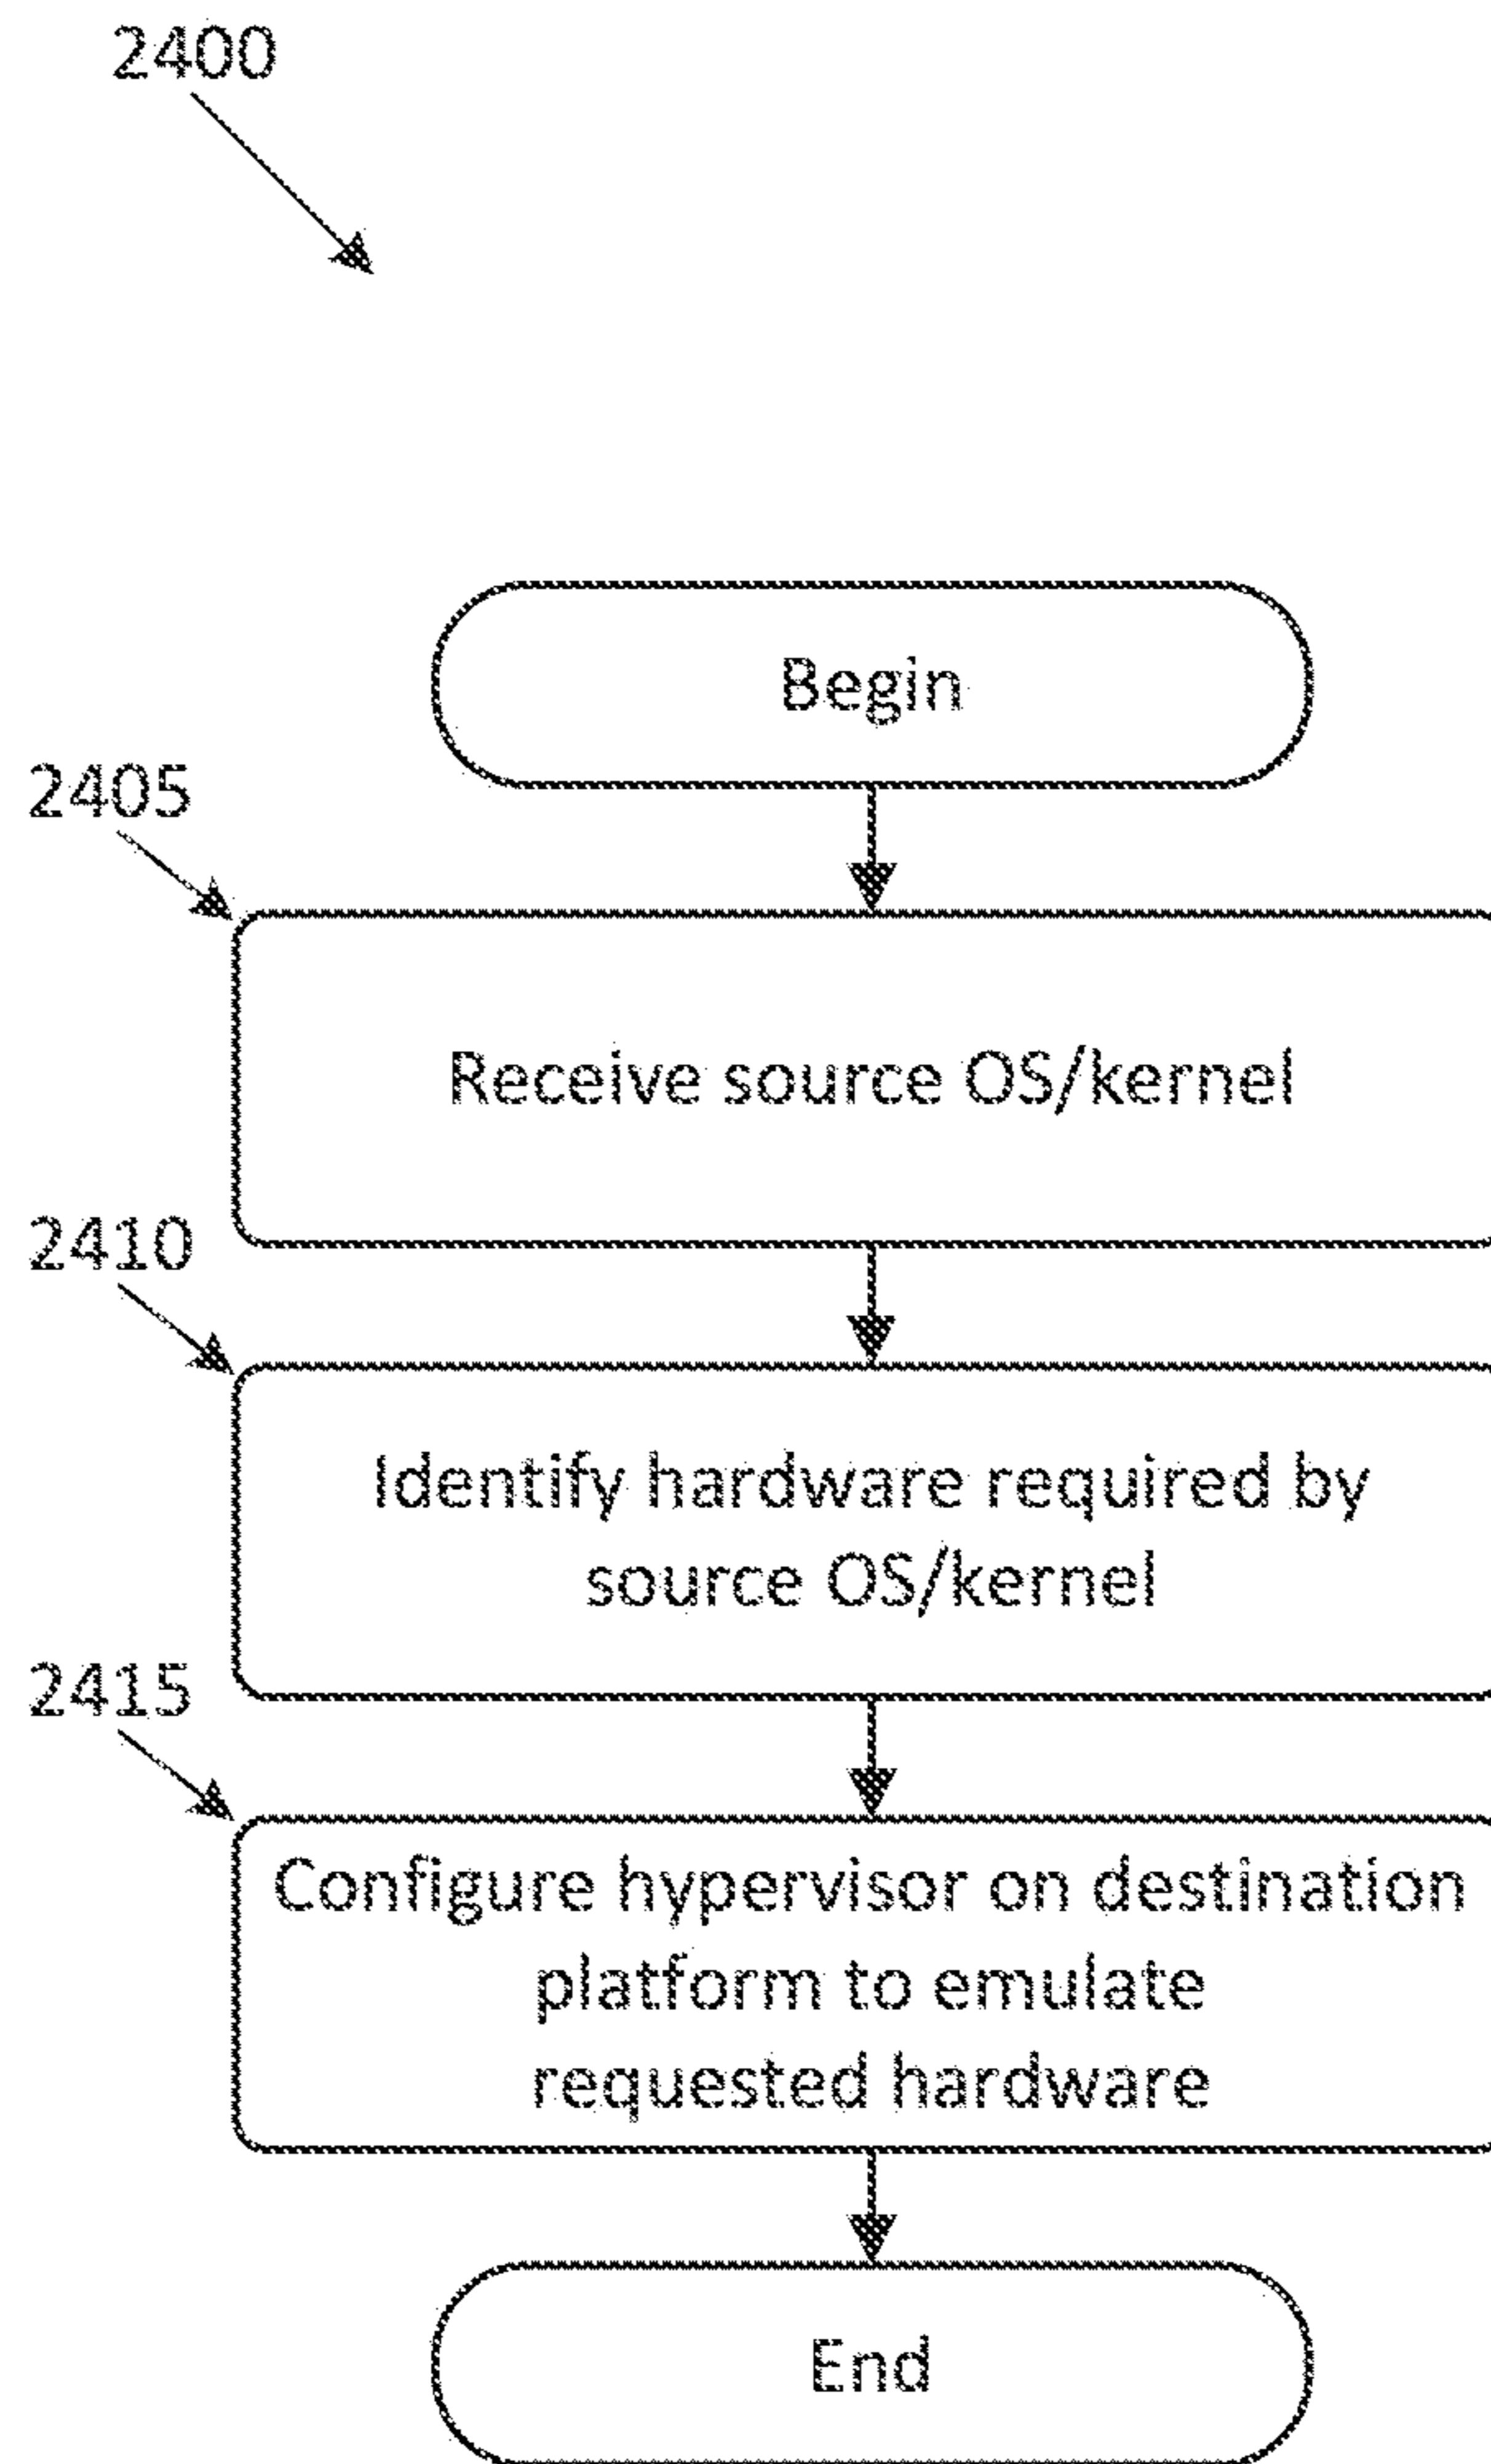 2400
Begin
2405
Receive source OS/kernel
2410
Identify hardware required by
source OS/kernel
2415
Configure hypervisor on destination
platform to emulate
requested hardware
End